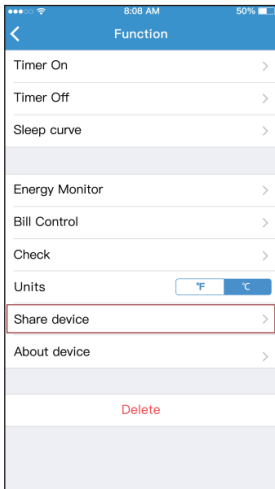 8:08 AM
50%
Function
Timer On
Timer Off
Sleep curve
Energy Monitor
Bill Control
Check
Units
°F
°C
Share device
About device
Delete